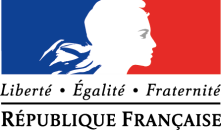 Liberté • Égalité • Fraternité
RÉPUBLIQUE FRANÇAISE